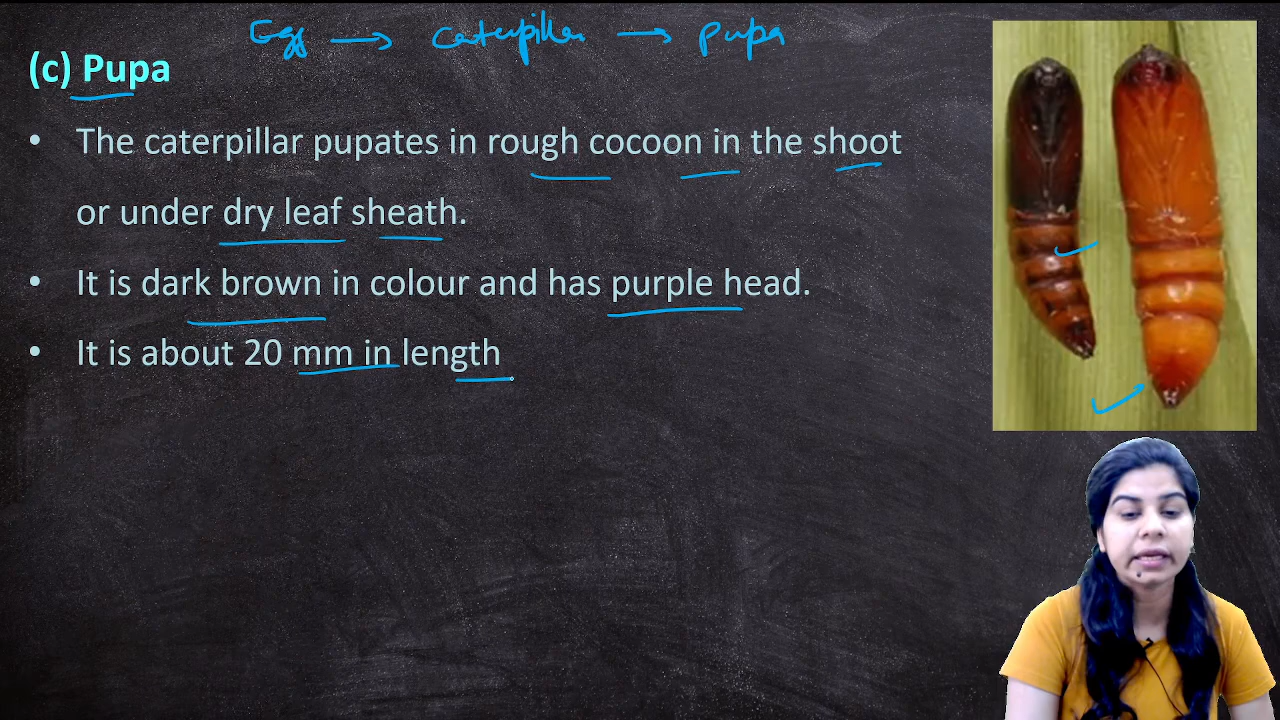 Egg → Caterpillar → Pupa
(c) Pupa
• The caterpillar pupates in rough cocoon in the shoot
or under dry leaf sheath.
• It is dark brown in colour and has purple head.
• It is about 20 mm in length